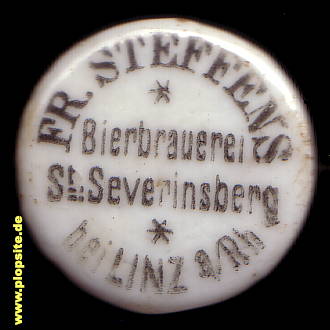 FR. STEFFENS
*
Bierbrauerei
St. Severinsberg
*
bei LINZ a/Rh
www.plopsite.de